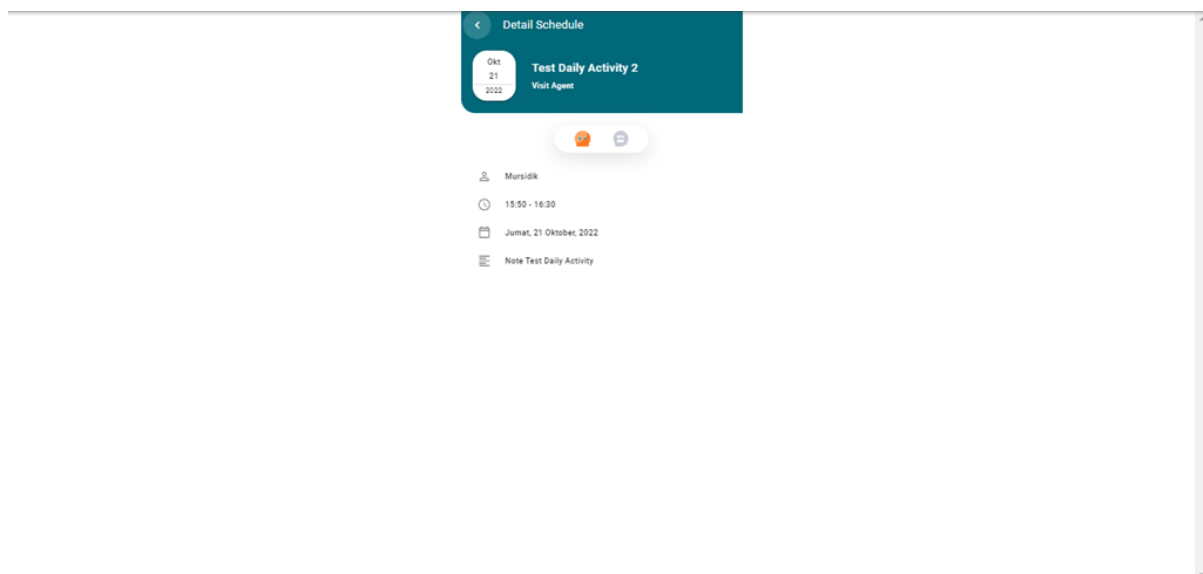 Detail Schedule
Okt
21
2022
Test Daily Activity 2
Visit Agent
Mursidik
15:50 - 16:30
Jumat, 21 Oktober, 2022
Note Test Daily Activity